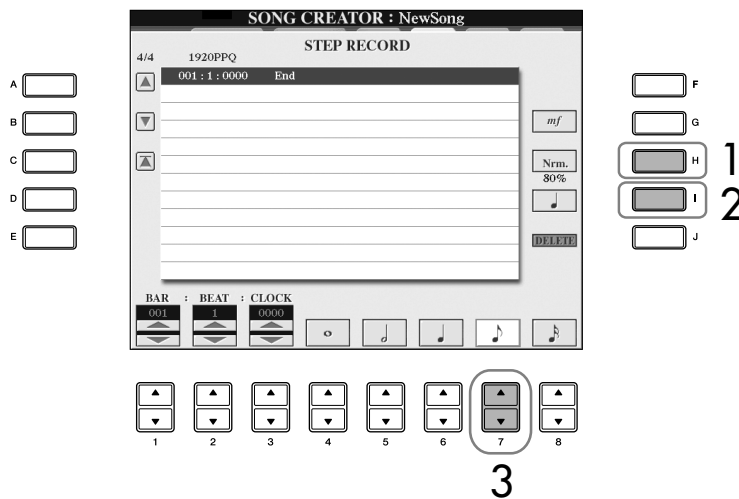 SONG CREATOR : NewSong
STEP RECORD
4/4 1920PPQ
001 : 1 : 0000 End
A
B
C
D
E
mf
Nrm.
80%
DELETE
F
G
H 1
I 2
J
BAR : BEAT : CLOCK
001 1 0000
1 2 3 4 5 6 7 8
3